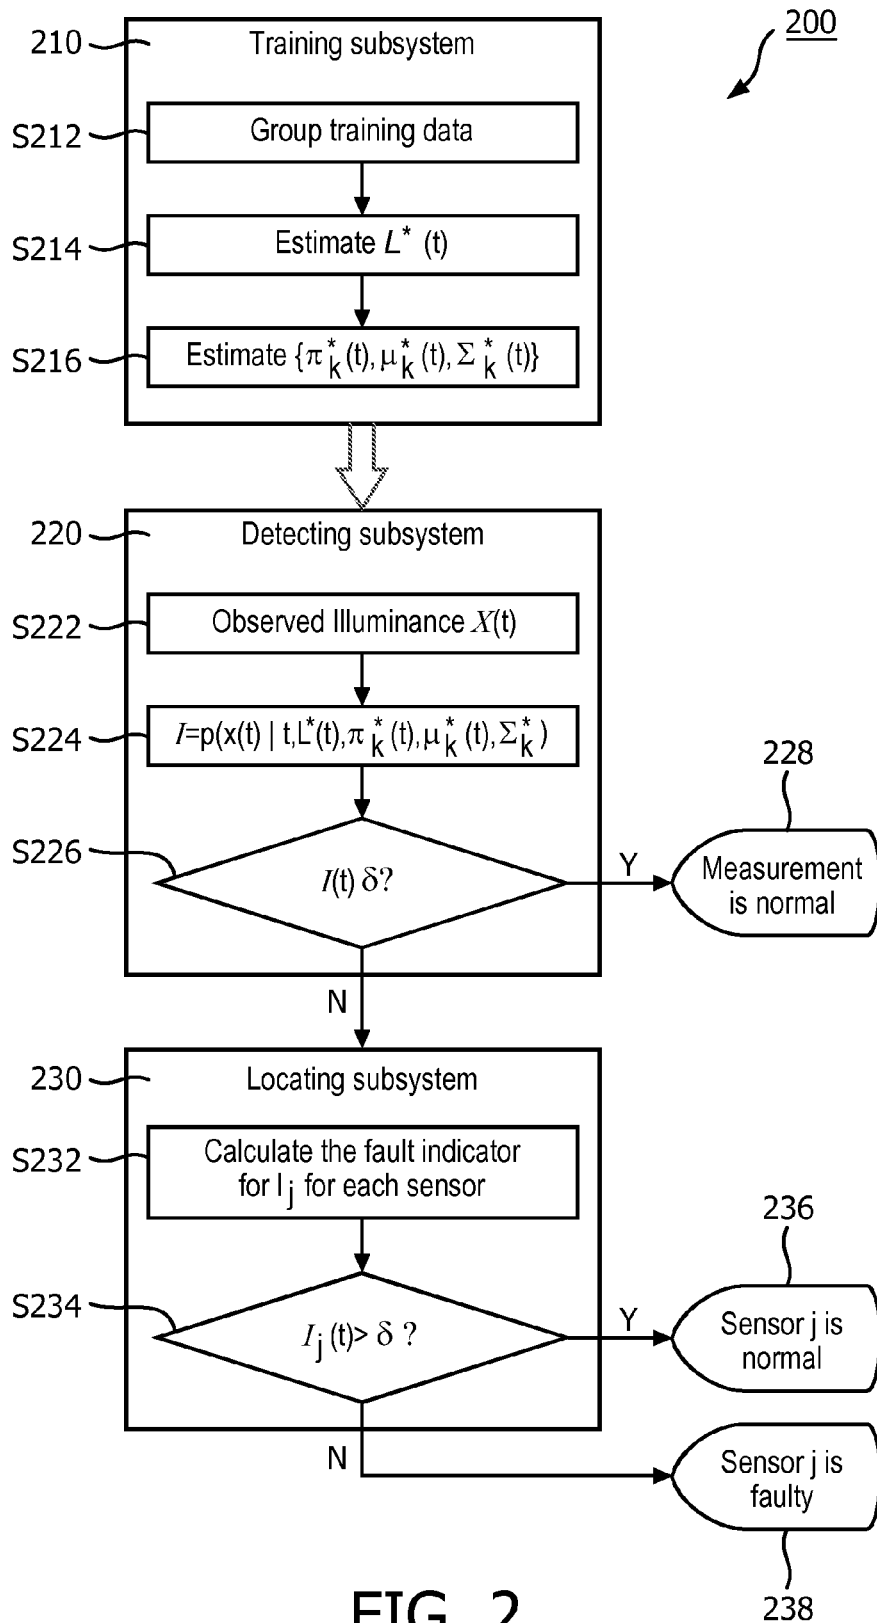 200
210
Training subsystem
S212
Group training data
S214
Estimate L* (t)
S216
Estimate {π*k(t), μ*k(t), Σ*k (t)}
220
Detecting subsystem
S222
Observed Illuminance X(t)
S224
I=p(x(t) | t,L*(t),π*k(t),μ*k(t),Σ*k)
S226
I(t) δ?
Y
228
Measurement
is normal
N
230
Locating subsystem
S232
Calculate the fault indicator
for Ij for each sensor
S234
Ij(t)> δ ?
Y
236
Sensor j is
normal
N
Sensor j is
faulty
238
FIG. 2